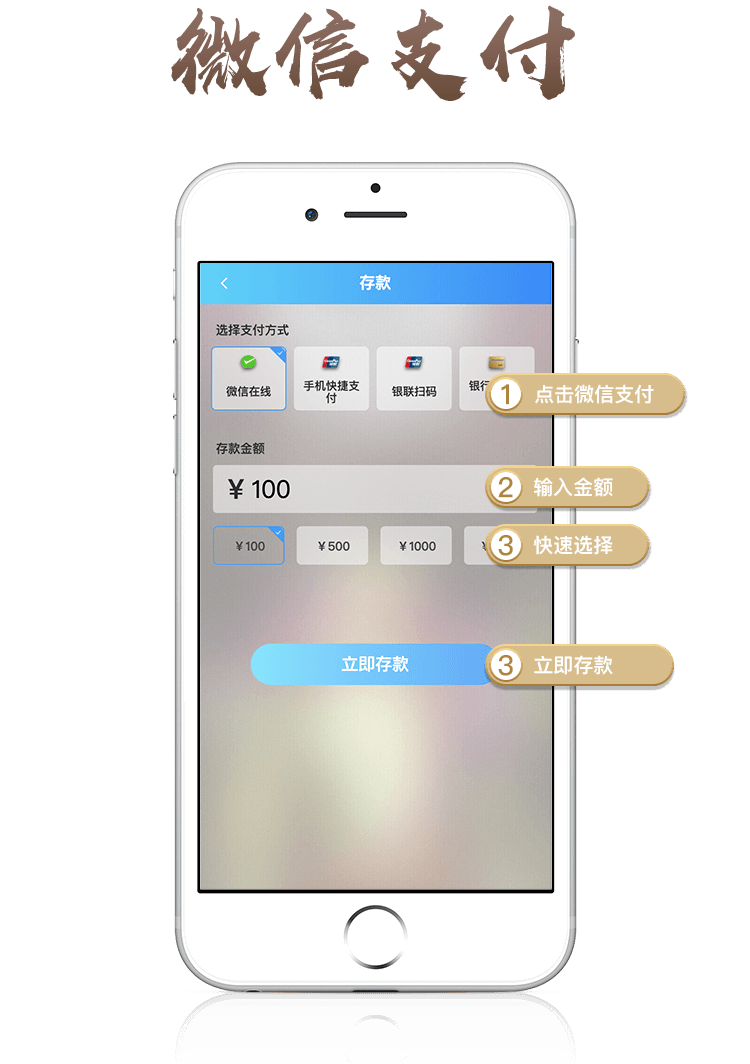 微信支付
存款
选择支付方式
微信在线
手机快捷支
付
银联扫码
银行
1 点击微信支付
存款金额
¥ 100
2 输入金额
¥100
¥500
¥1000
¥
3 快速选择
立即存款
3 立即存款